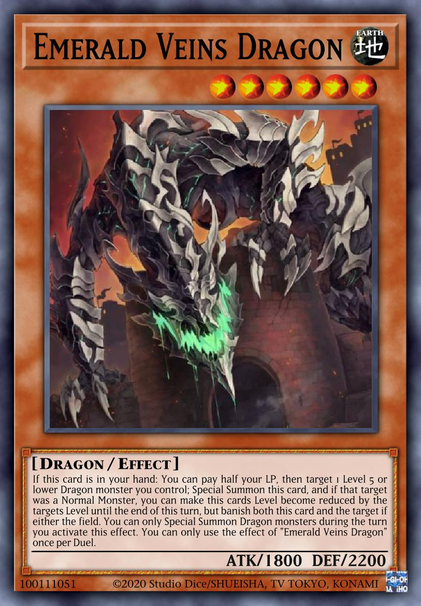 EMERALD VEINS DRAGON
EARTH
地
[ DRAGON / EFFECT ]
If this card is in your hand: You can pay half your LP, then target 1 Level 5 or
lower Dragon monster you control; Special Summon this card, and if that target
was a Normal Monster, you can make this cards Level become reduced by the
targets Level until the end of this turn, but banish both this card and the target if
either the field. You can only Special Summon Dragon monsters during the turn
you activate this effect. You can only use the effect of "Emerald Veins Dragon"
once per Duel.
ATK/1800 DEF/2200
100111051 ©2020 Studio Dice/SHUEISHA, TV TOKYO, KONAMI